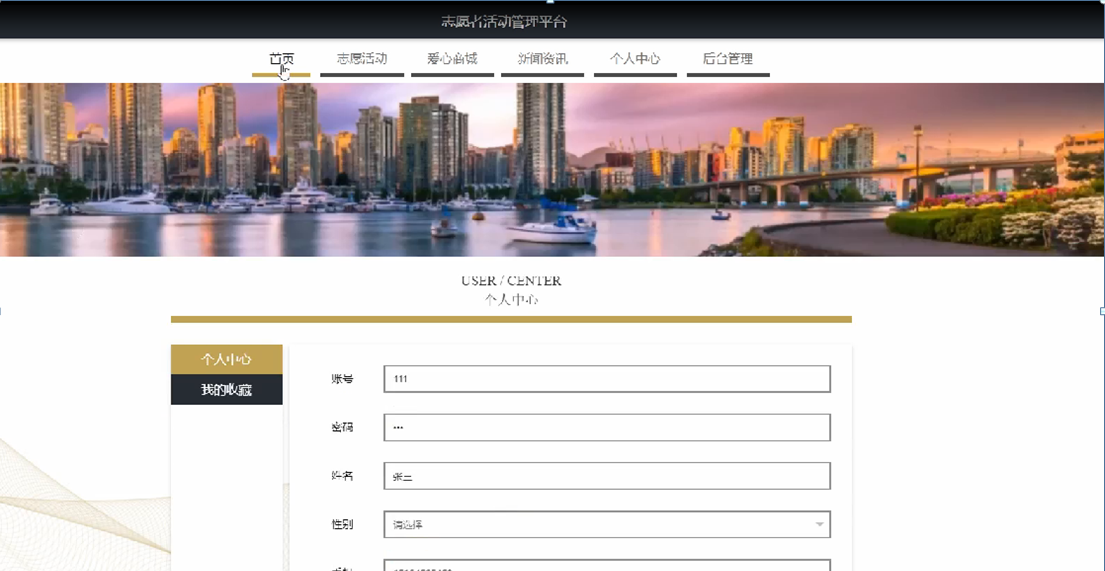 志愿者活动管理平台
首页 志愿活动 爱心商城 新闻资讯 个人中心 后台管理
USER / CENTER
个人中心
个人中心
我的收藏
账号 111
密码 •••
姓名 张三
性别 请选择